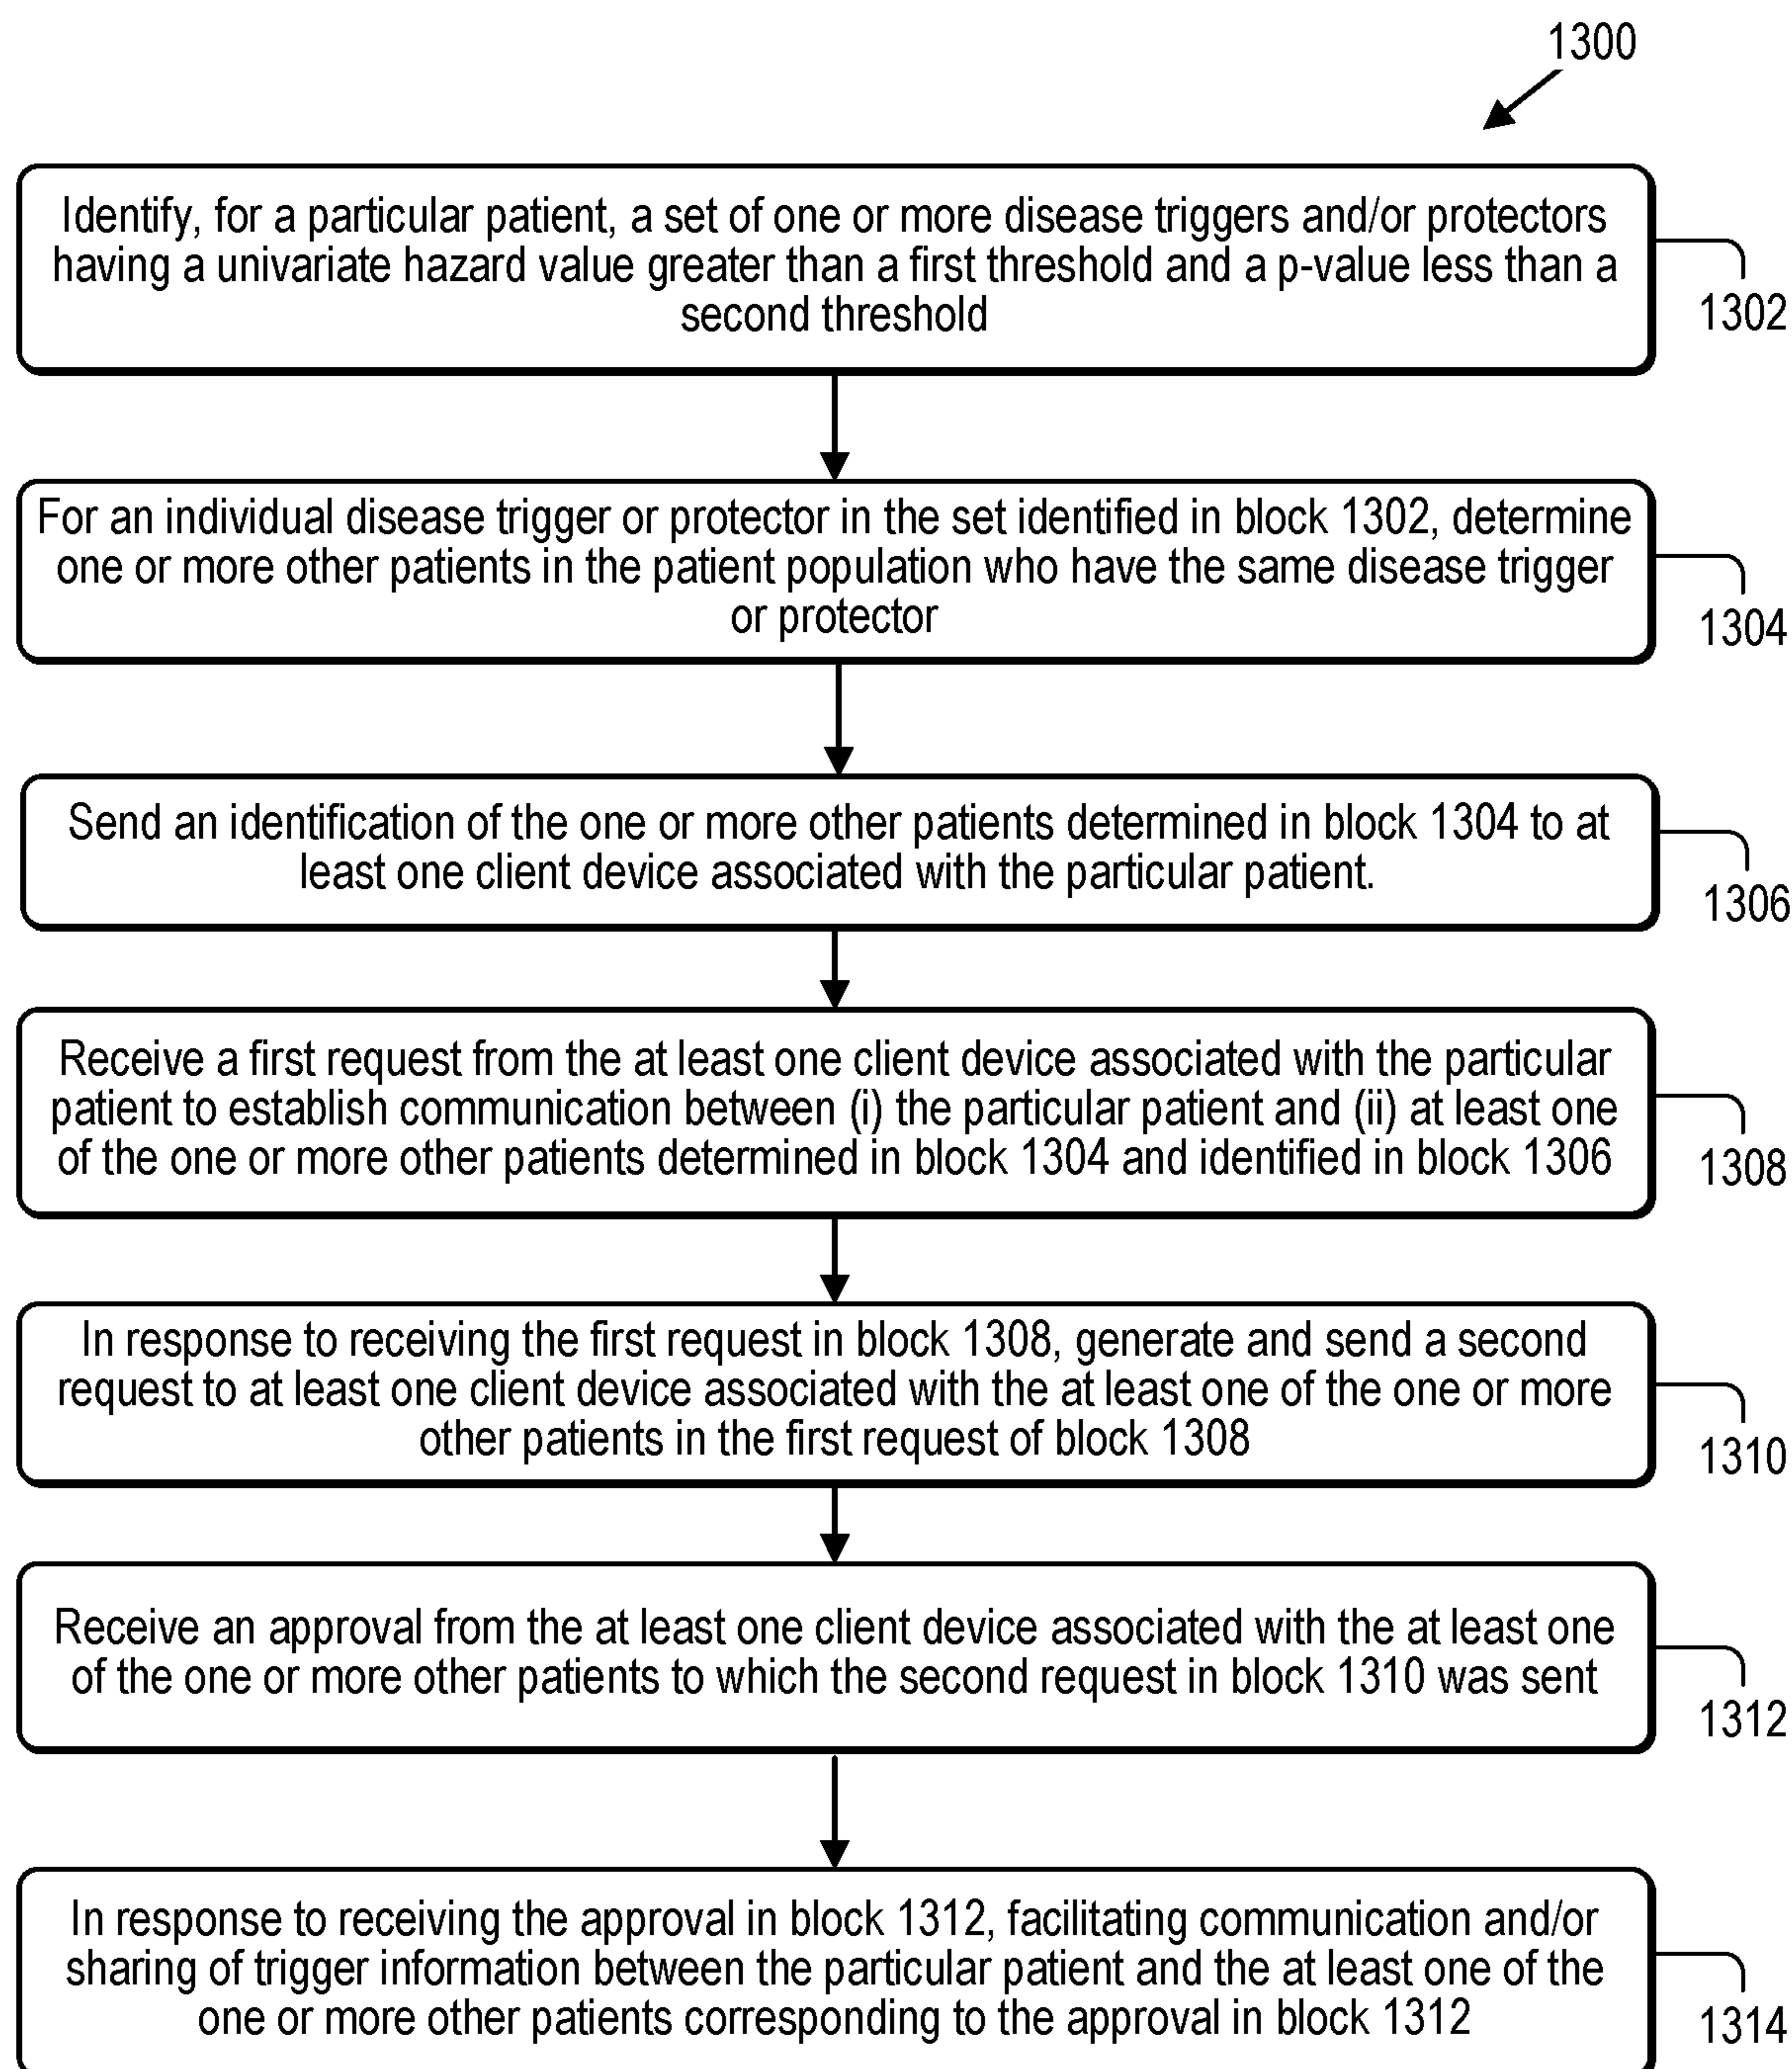 1300
Identify, for a particular patient, a set of one or more disease triggers and/or protectors
having a univariate hazard value greater than a first threshold and a p-value less than a
second threshold
1302
For an individual disease trigger or protector in the set identified in block 1302, determine
one or more other patients in the patient population who have the same disease trigger
or protector
1304
Send an identification of the one or more other patients determined in block 1304 to at
least one client device associated with the particular patient.
1306
Receive a first request from the at least one client device associated with the particular
patient to establish communication between (i) the particular patient and (ii) at least one
of the one or more other patients determined in block 1304 and identified in block 1306
1308
In response to receiving the first request in block 1308, generate and send a second
request to at least one client device associated with the at least one of the one or more
other patients in the first request of block 1308
1310
Receive an approval from the at least one client device associated with the at least one
of the one or more other patients to which the second request in block 1310 was sent
1312
In response to receiving the approval in block 1312, facilitating communication and/or
sharing of trigger information between the particular patient and the at least one of the
one or more other patients corresponding to the approval in block 1312
1314